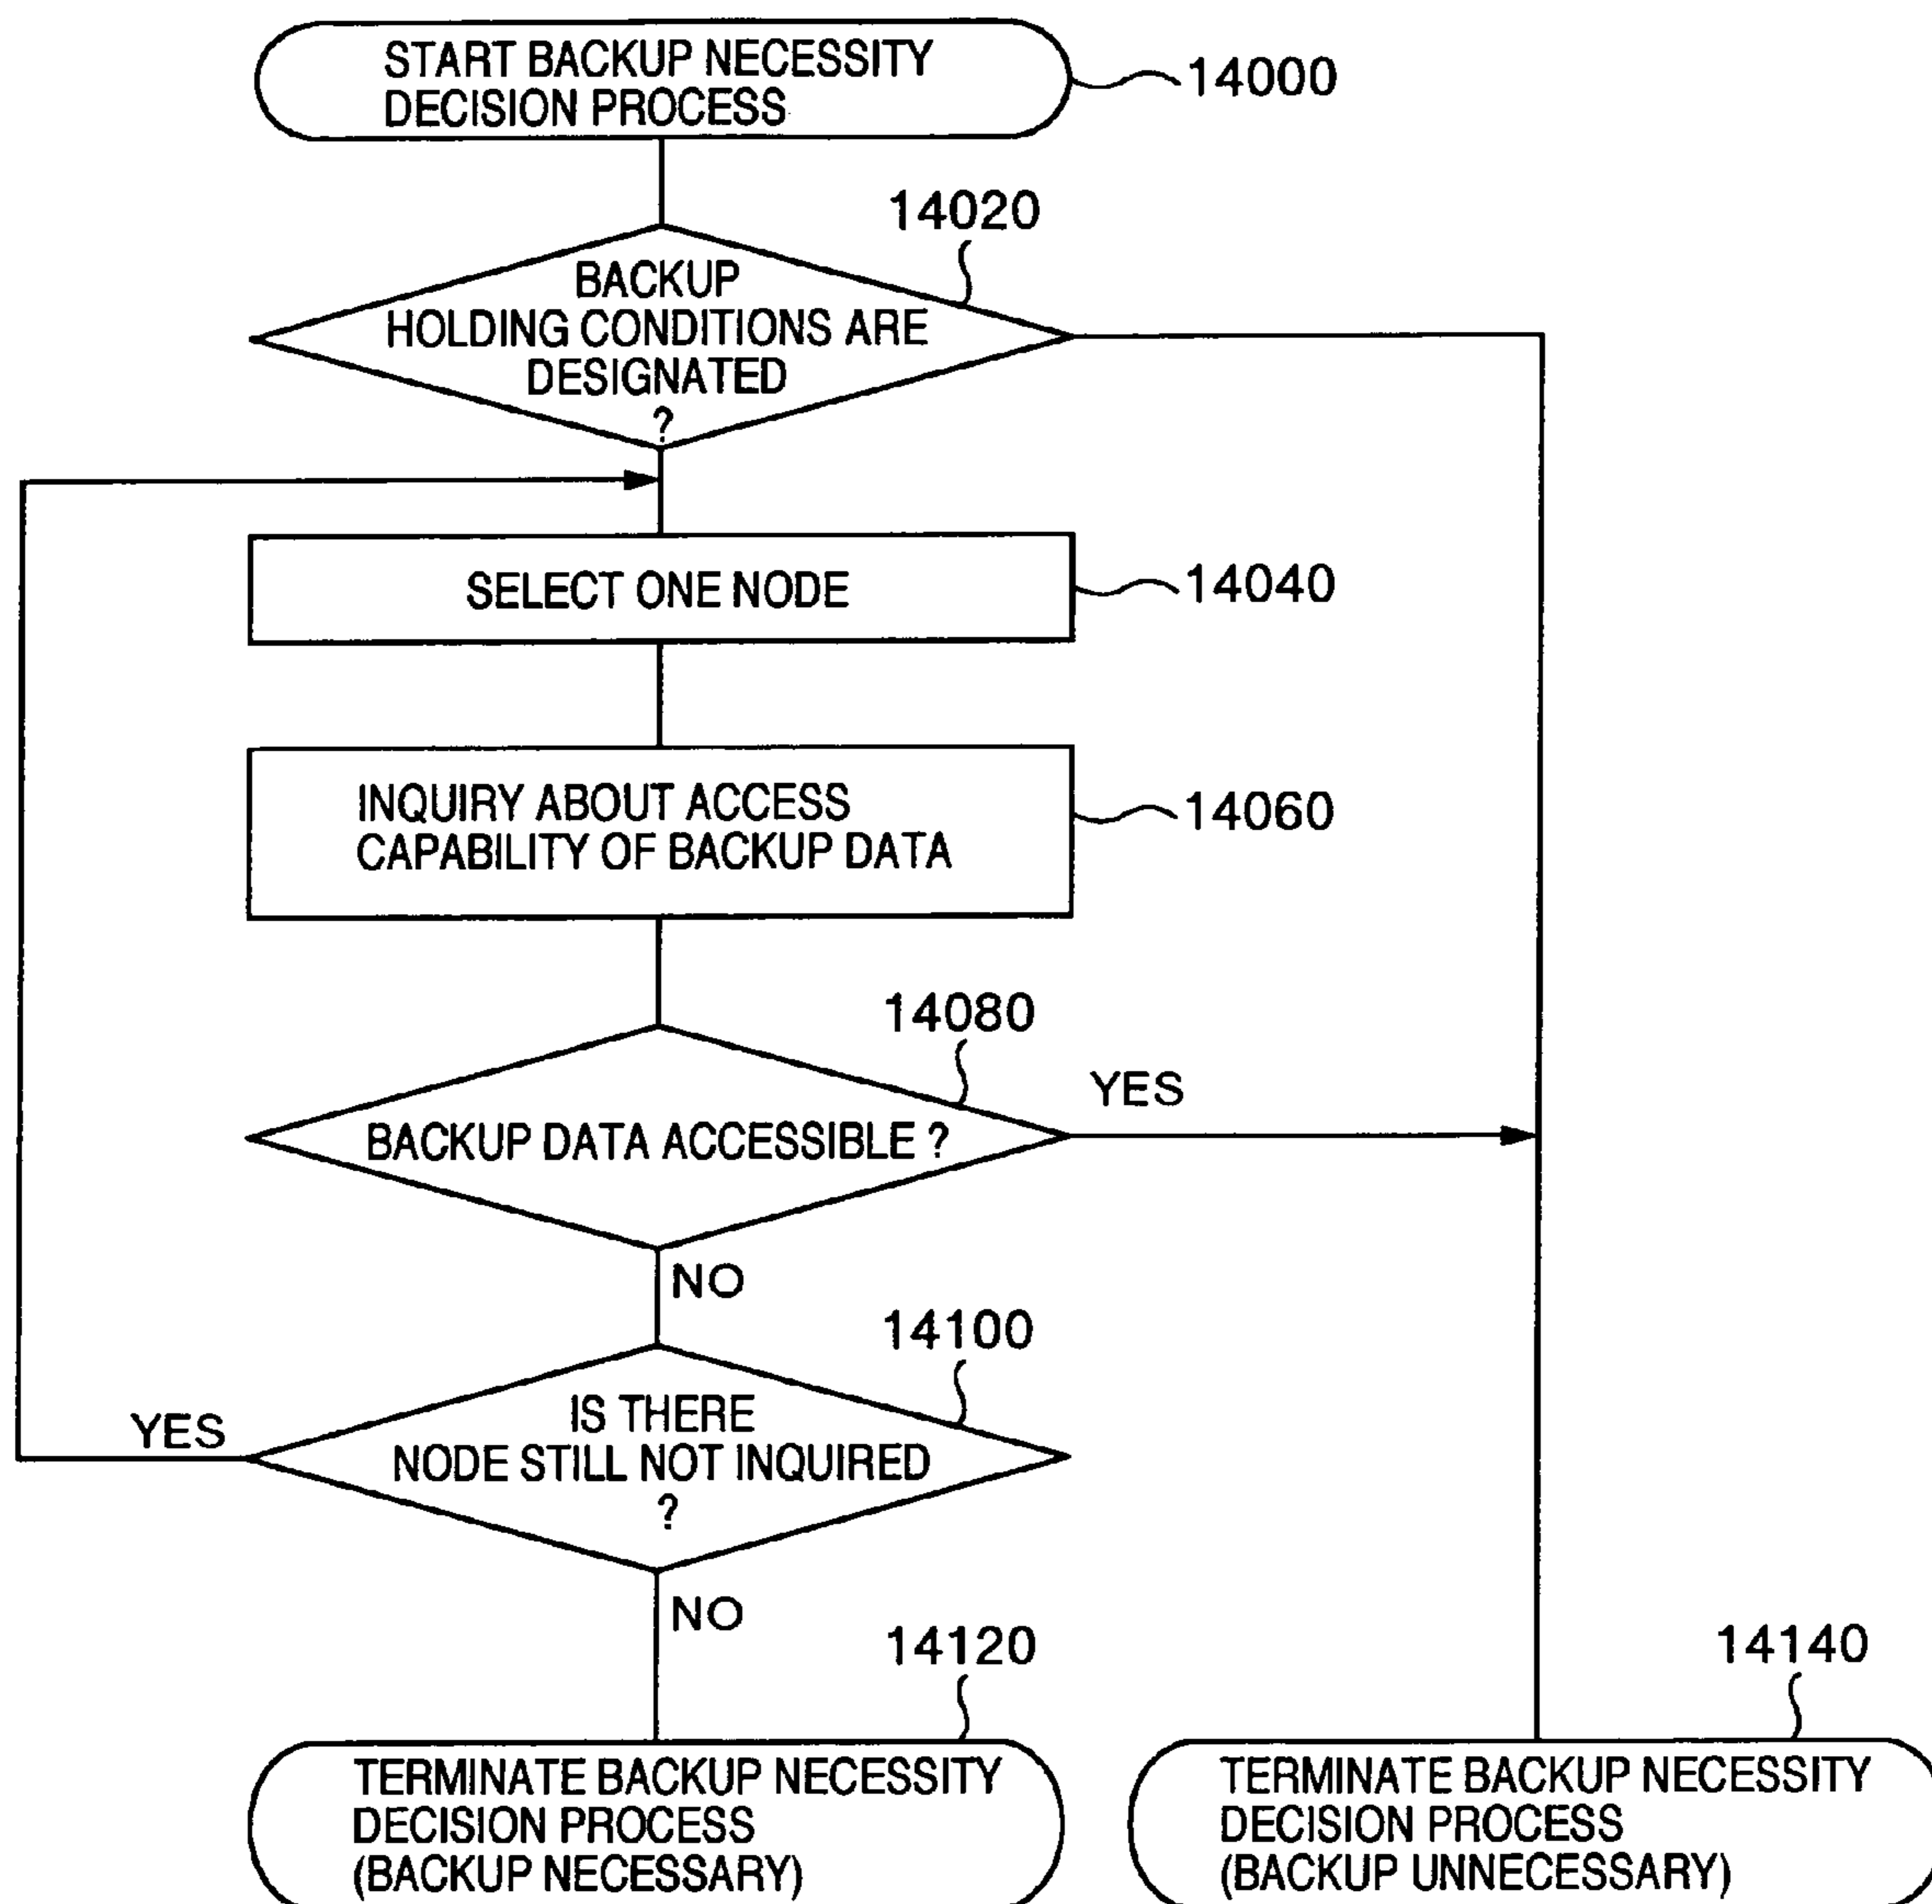 START BACKUP NECESSITY
DECISION PROCESS
14000
14020
BACKUP
HOLDING CONDITIONS ARE
DESIGNATED
?
SELECT ONE NODE
14040
INQUIRY ABOUT ACCESS
CAPABILITY OF BACKUP DATA
14060
14080
BACKUP DATA ACCESSIBLE ?
YES
NO
14100
IS THERE
NODE STILL NOT INQUIRED
?
YES
NO
14120
TERMINATE BACKUP NECESSITY
DECISION PROCESS
(BACKUP NECESSARY)
14140
TERMINATE BACKUP NECESSITY
DECISION PROCESS
(BACKUP UNNECESSARY)